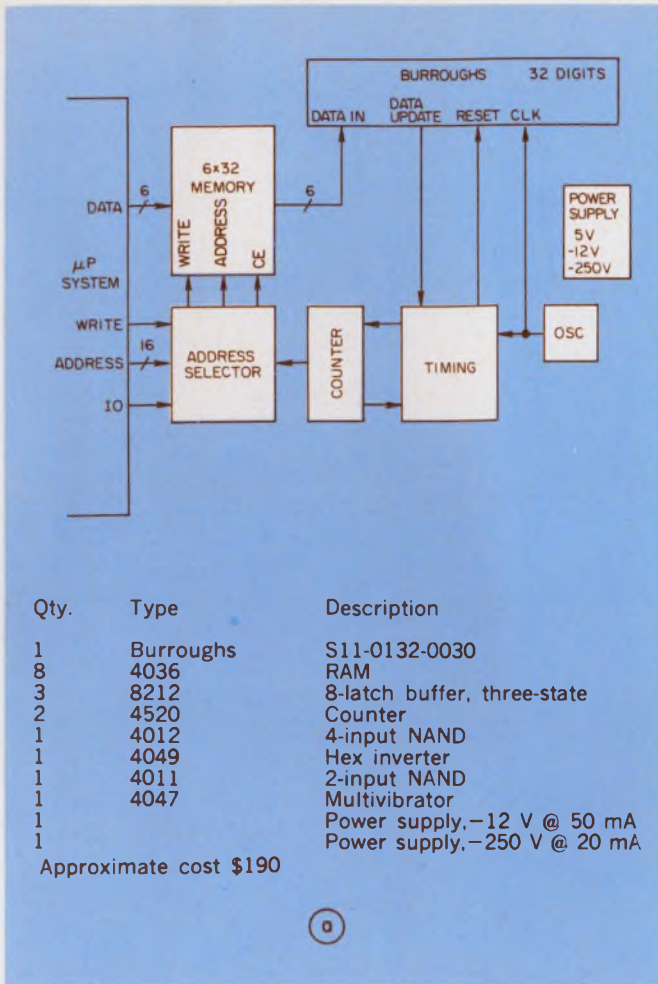 BURROUGHS 32 DIGITS
DATA IN DATA UPDATE RESET CLK
6×32 MEMORY
WRITE
ADDRESS
CE
6
6
DATA
μP SYSTEM
WRITE
16
ADDRESS
IO
ADDRESS SELECTOR
COUNTER
TIMING
OSC
POWER SUPPLY
5V
-12V
-250V
Qty. Type Description
1 Burroughs S11-0132-0030
8 4036 RAM
3 8212 8-latch buffer, three-state
2 4520 Counter
1 4012 4-input NAND
1 4049 Hex inverter
1 4011 2-input NAND
1 4047 Multivibrator
1 Power supply,−12 V @ 50 mA
1 Power supply,−250 V @ 20 mA
Approximate cost $190
a